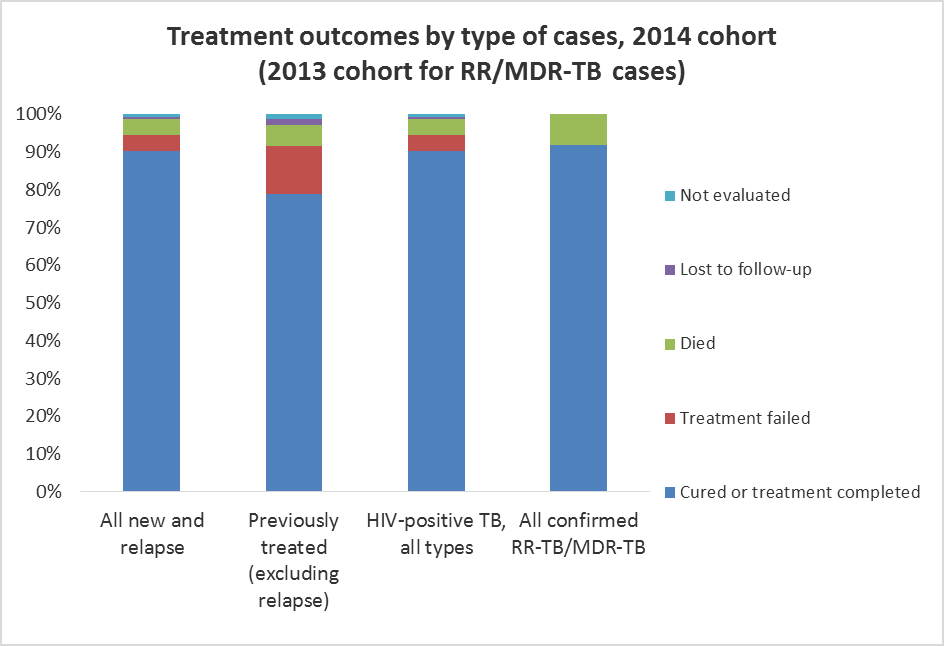 Treatment outcomes by type of cases, 2014 cohort
(2013 cohort for RR/MDR-TB cases)
100%
90%
80%
70%
60%
50%
40%
30%
20%
10%
0%
All new and
relapse
Previously
treated
(excluding
relapse)
HIV-positive TB,
all types
All confirmed
RR-TB/MDR-TB
Not evaluated
Lost to follow-up
Died
Treatment failed
Cured or treatment completed